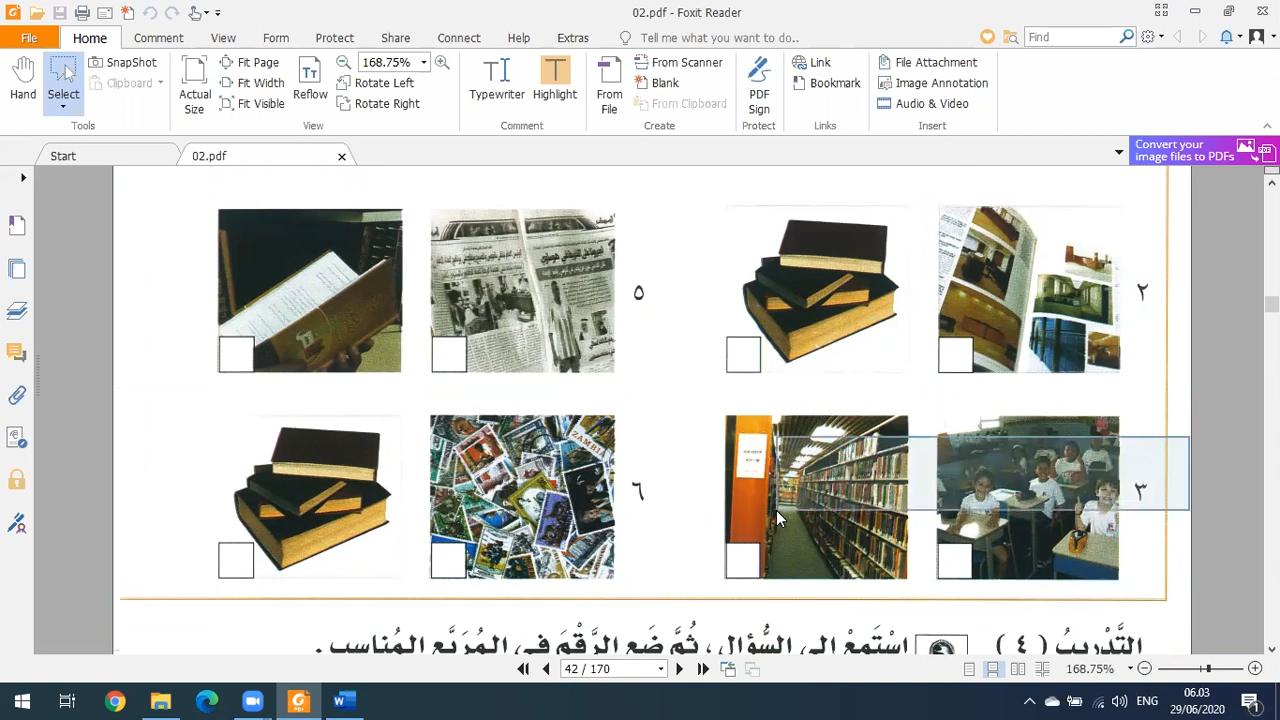 02.pdf - Foxit Reader
File
Home
Comment
View
Form
Protect
Share
Connect
Help
Extras
Tell me what you want to do..
Find
Hand
Select
SnapShot
Clipboard
Tools
Actual Size
Fit Page
Fit Width
Fit Visible
Reflow
168.75%
Rotate Left
Rotate Right
View
Typewriter
Highlight
Comment
From File
From Scanner
Blank
From Clipboard
Create
PDF Sign
Protect
Link
Bookmark
Links
File Attachment
Image Annotation
Audio & Video
Insert
Start
02.pdf
Convert your
image files to PDFs
٢
٥
٣
٦
ZAMBIA
التَّدْرِيبُ ( ٤ ) اسْتَمِعْ إلى السُّؤالِ ، ثُمَّ ضَعِ الرَّقْمَ في المُرَبَّعِ المُناسِبِ .
42 / 170
168.75%
ENG
06.03
29/06/2020